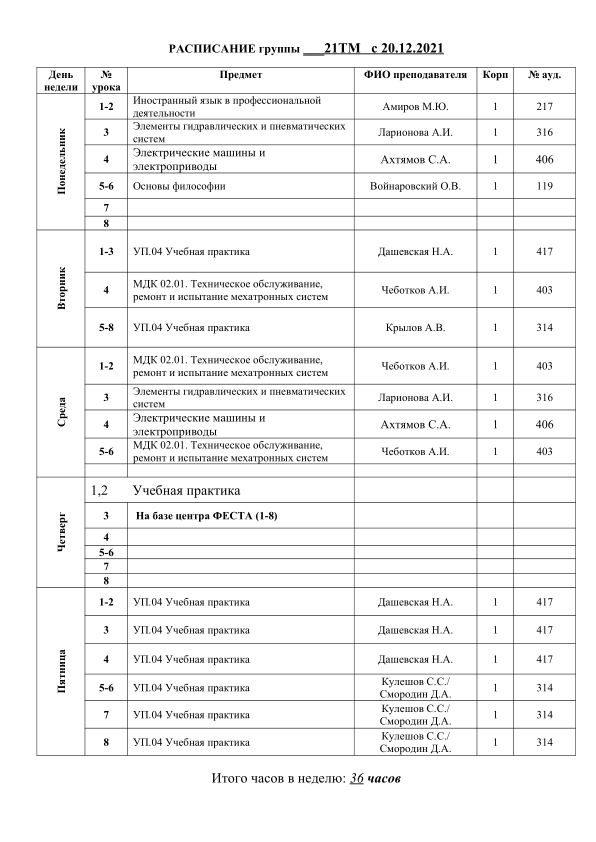 РАСПИСАНИЕ группы ___21ТМ   с 20.12.2021
День недели № урока Предмет ФИО преподавателя Корп № ауд.
Понедельник
1-2 Иностранный язык в профессиональной деятельности Амиров М.Ю. 1 217
3 Элементы гидравлических и пневматических систем Ларионова А.И. 1 316
4 Электрические машины и электроприводы Ахтямов С.А. 1 406
5-6 Основы философии Войнаровский О.В. 1 119
7
8
Вторник
1-3 УП.04 Учебная практика Дашевская Н.А. 1 417
4 МДК 02.01. Техническое обслуживание, ремонт и испытание мехатронных систем Чеботков А.И. 1 403
5-8 УП.04 Учебная практика Крылов А.В. 1 314
Среда
1-2 МДК 02.01. Техническое обслуживание, ремонт и испытание мехатронных систем Чеботков А.И. 1 403
3 Элементы гидравлических и пневматических систем Ларионова А.И. 1 316
4 Электрические машины и электроприводы Ахтямов С.А. 1 406
5-6 МДК 02.01. Техническое обслуживание, ремонт и испытание мехатронных систем Чеботков А.И. 1 403
Четверг
1,2 Учебная практика
3 На базе центра ФЕСТА (1-8)
4
5-6
7
8
Пятница
1-2 УП.04 Учебная практика Дашевская Н.А. 1 417
3 УП.04 Учебная практика Дашевская Н.А. 1 417
4 УП.04 Учебная практика Дашевская Н.А. 1 417
5-6 УП.04 Учебная практика Кулешов С.С./ Смородин Д.А. 1 314
7 УП.04 Учебная практика Кулешов С.С./ Смородин Д.А. 1 314
8 УП.04 Учебная практика Кулешов С.С./ Смородин Д.А. 1 314
Итого часов в неделю: 36 часов